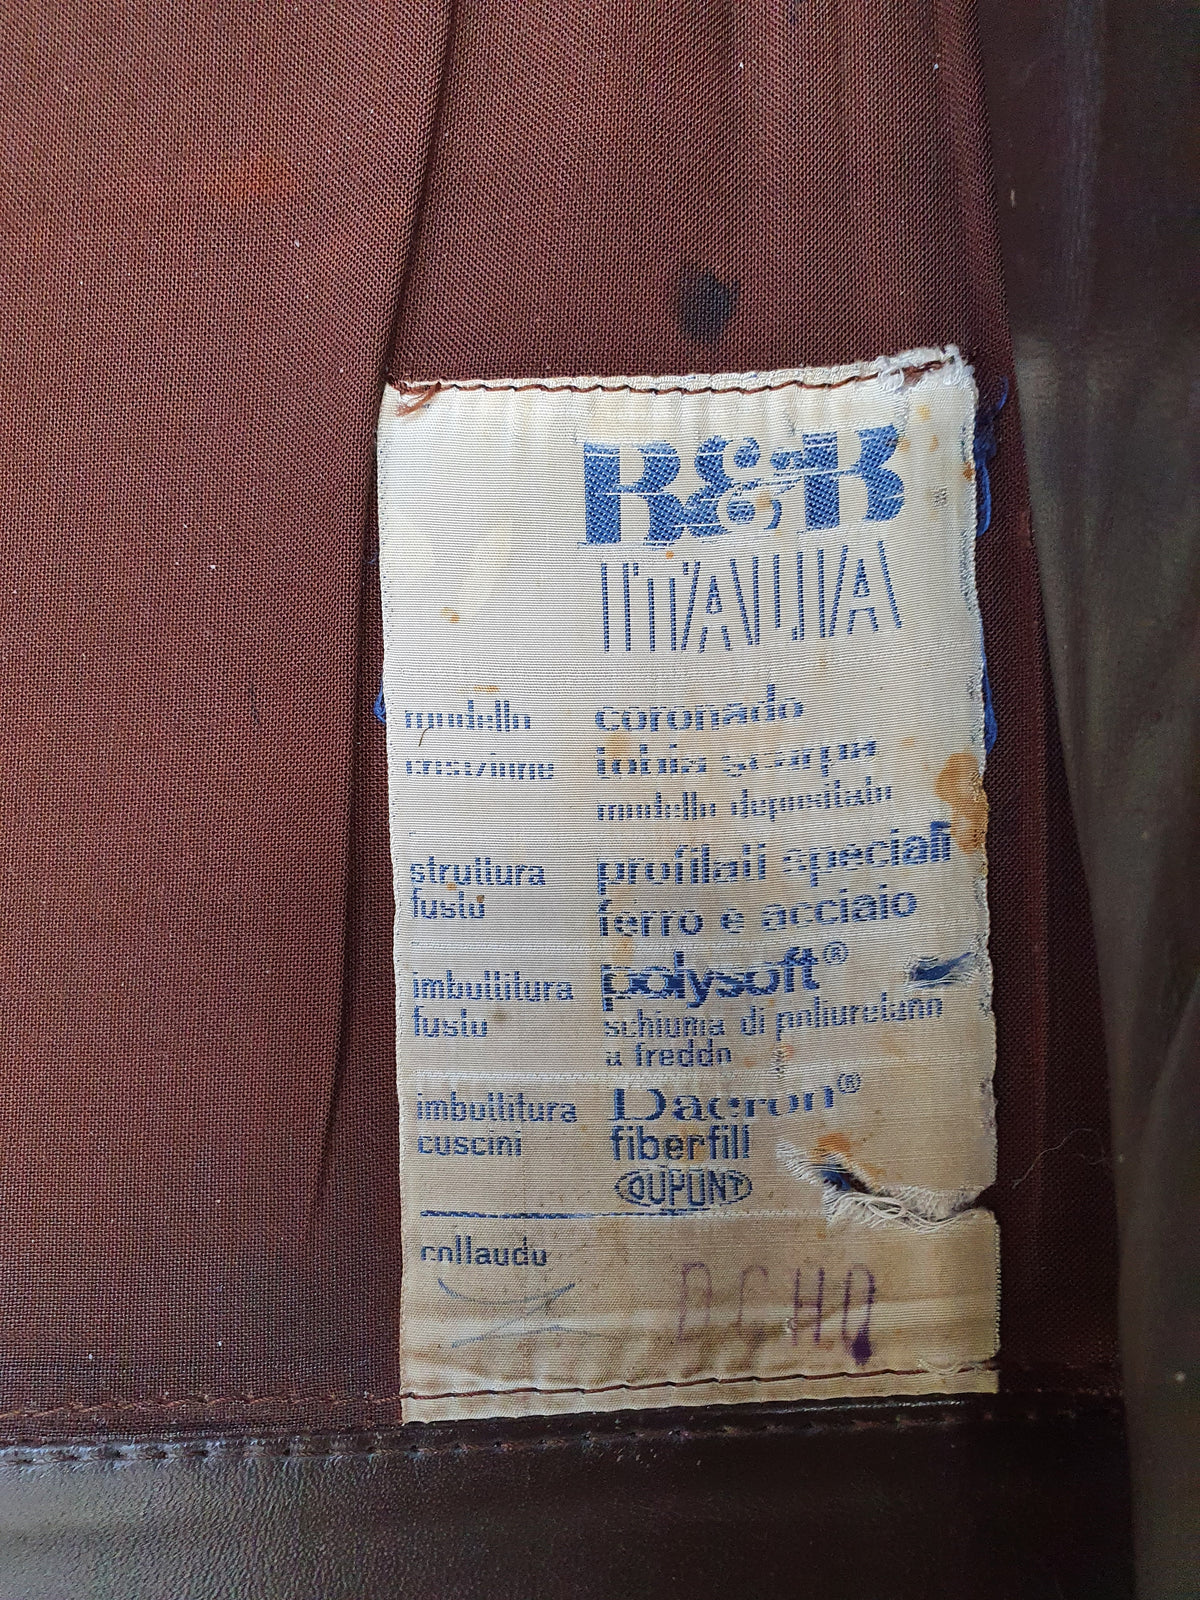 B&B
ITALIA
modello coronado
creazione tobia scarpa
modello depositato
struttura profilati speciali
fusto ferro e acciaio
imbottitura polysoft®
fusto schiuma di poliuretano
a freddo
imbottitura Dacron®
cuscini fiberfill
DUPONT
collaudo